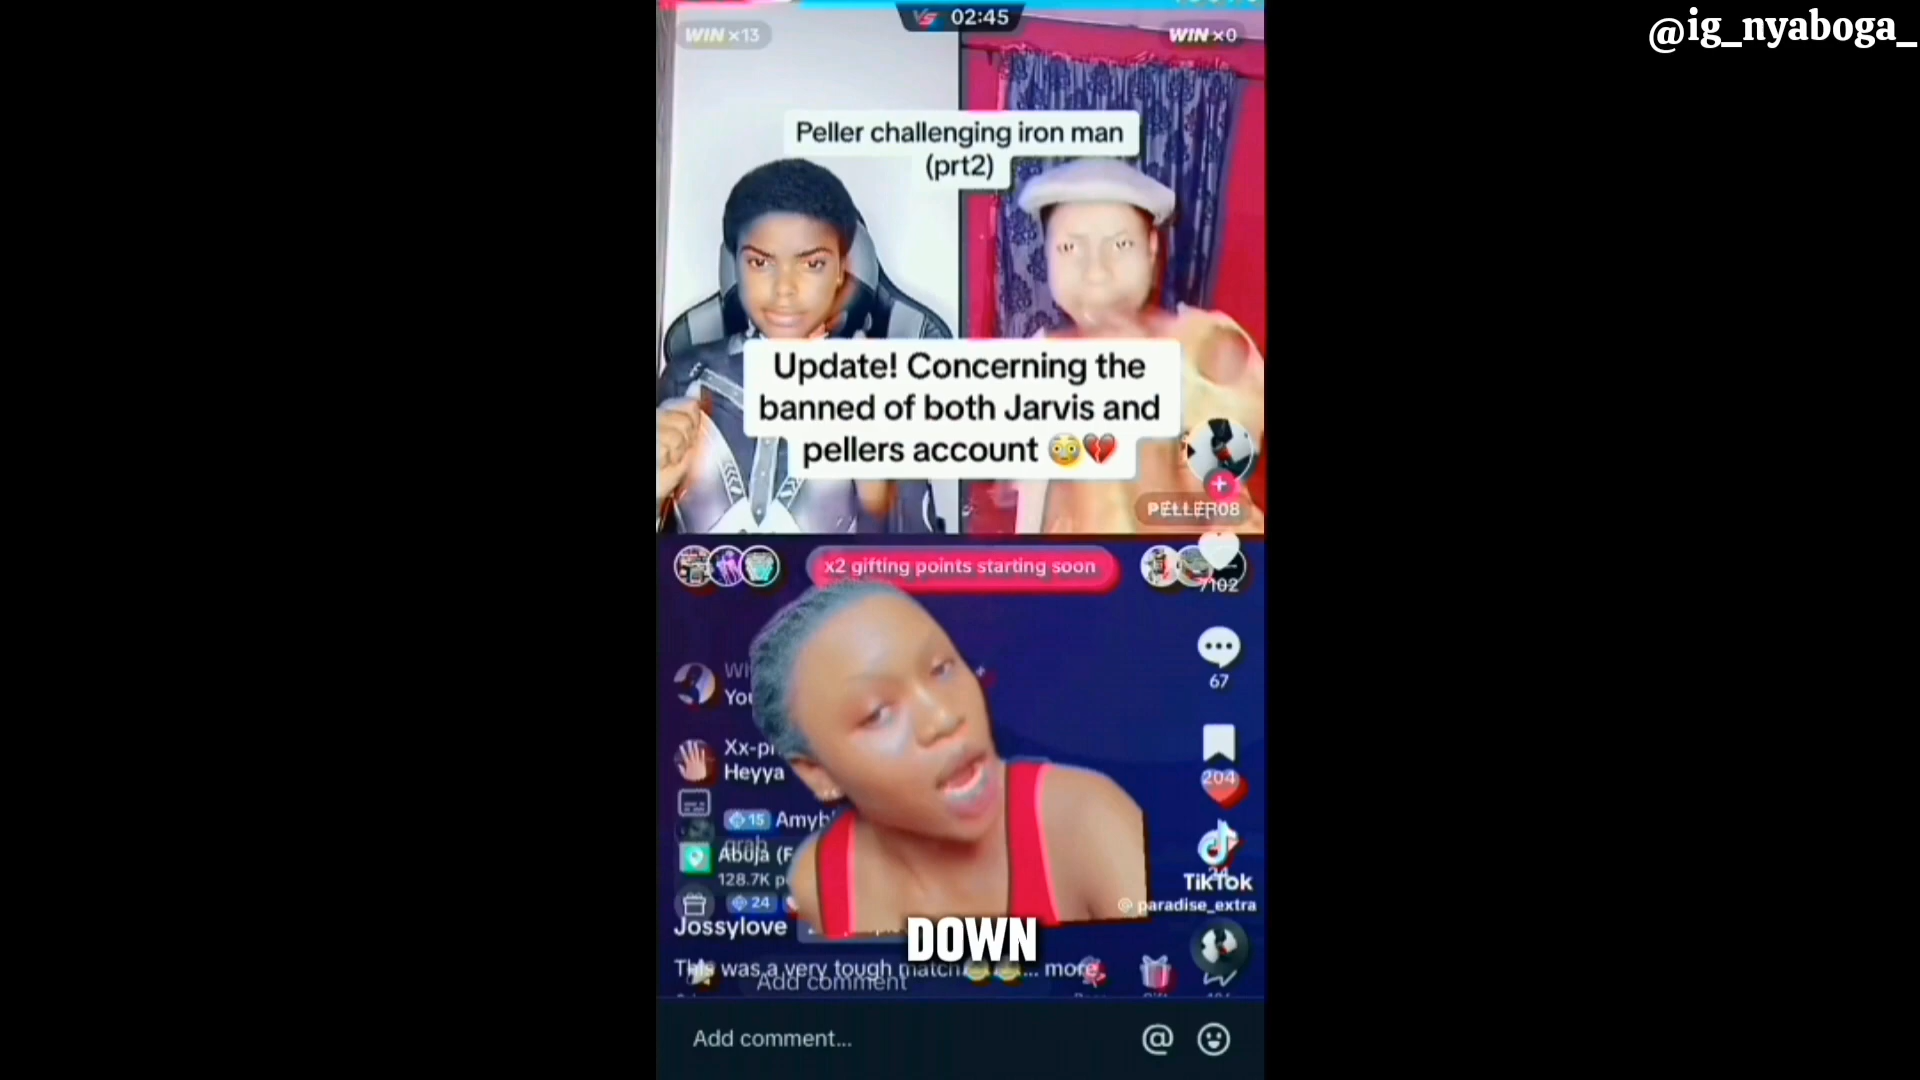 @ig_nyaboga_
VS 02:45
WIN ×13
WIN ×0
Peller challenging iron man
(prt2)
Update! Concerning the
banned of both Jarvis and
pellers account 😳💔
PELLER08
x2 gifting points starting soon
7102
You
67
Heyya
204
15
Abuja
128.7K
24
TikTok
@paradise_extra
Jossylove
DOWN
This was a very tough match ... more
Add comment
Add comment...
@